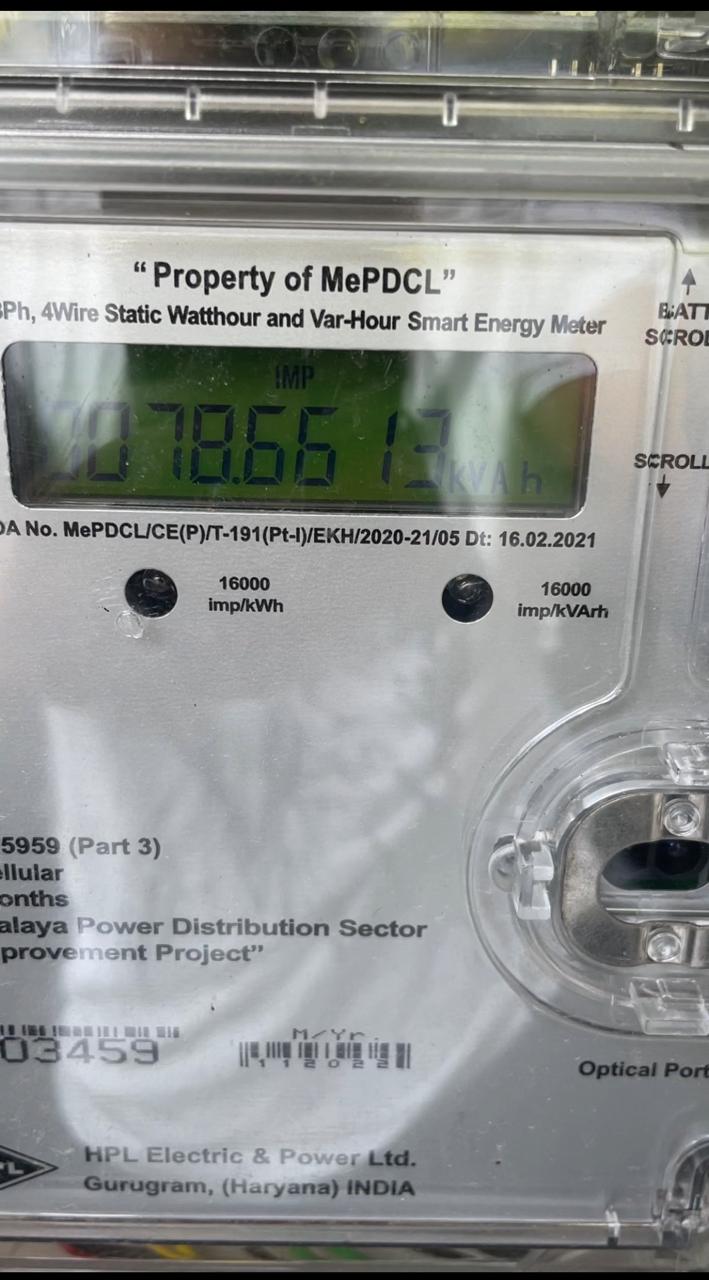 “Property of MePDCL”
3Ph, 4Wire Static Watthour and Var-Hour Smart Energy Meter
BATT
SCROL
IMP
0078.6613 kVAh
SCROLL
OA No. MePDCL/CE(P)/T-191(Pt-I)/EKH/2020-21/05 Dt: 16.02.2021
16000
imp/kWh
16000
imp/kVArh
5959 (Part 3)
ellular
onths
alaya Power Distribution Sector
provement Project”
03459
M/Yr.
112022
Optical Port
HPL Electric & Power Ltd.
Gurugram, (Haryana) INDIA